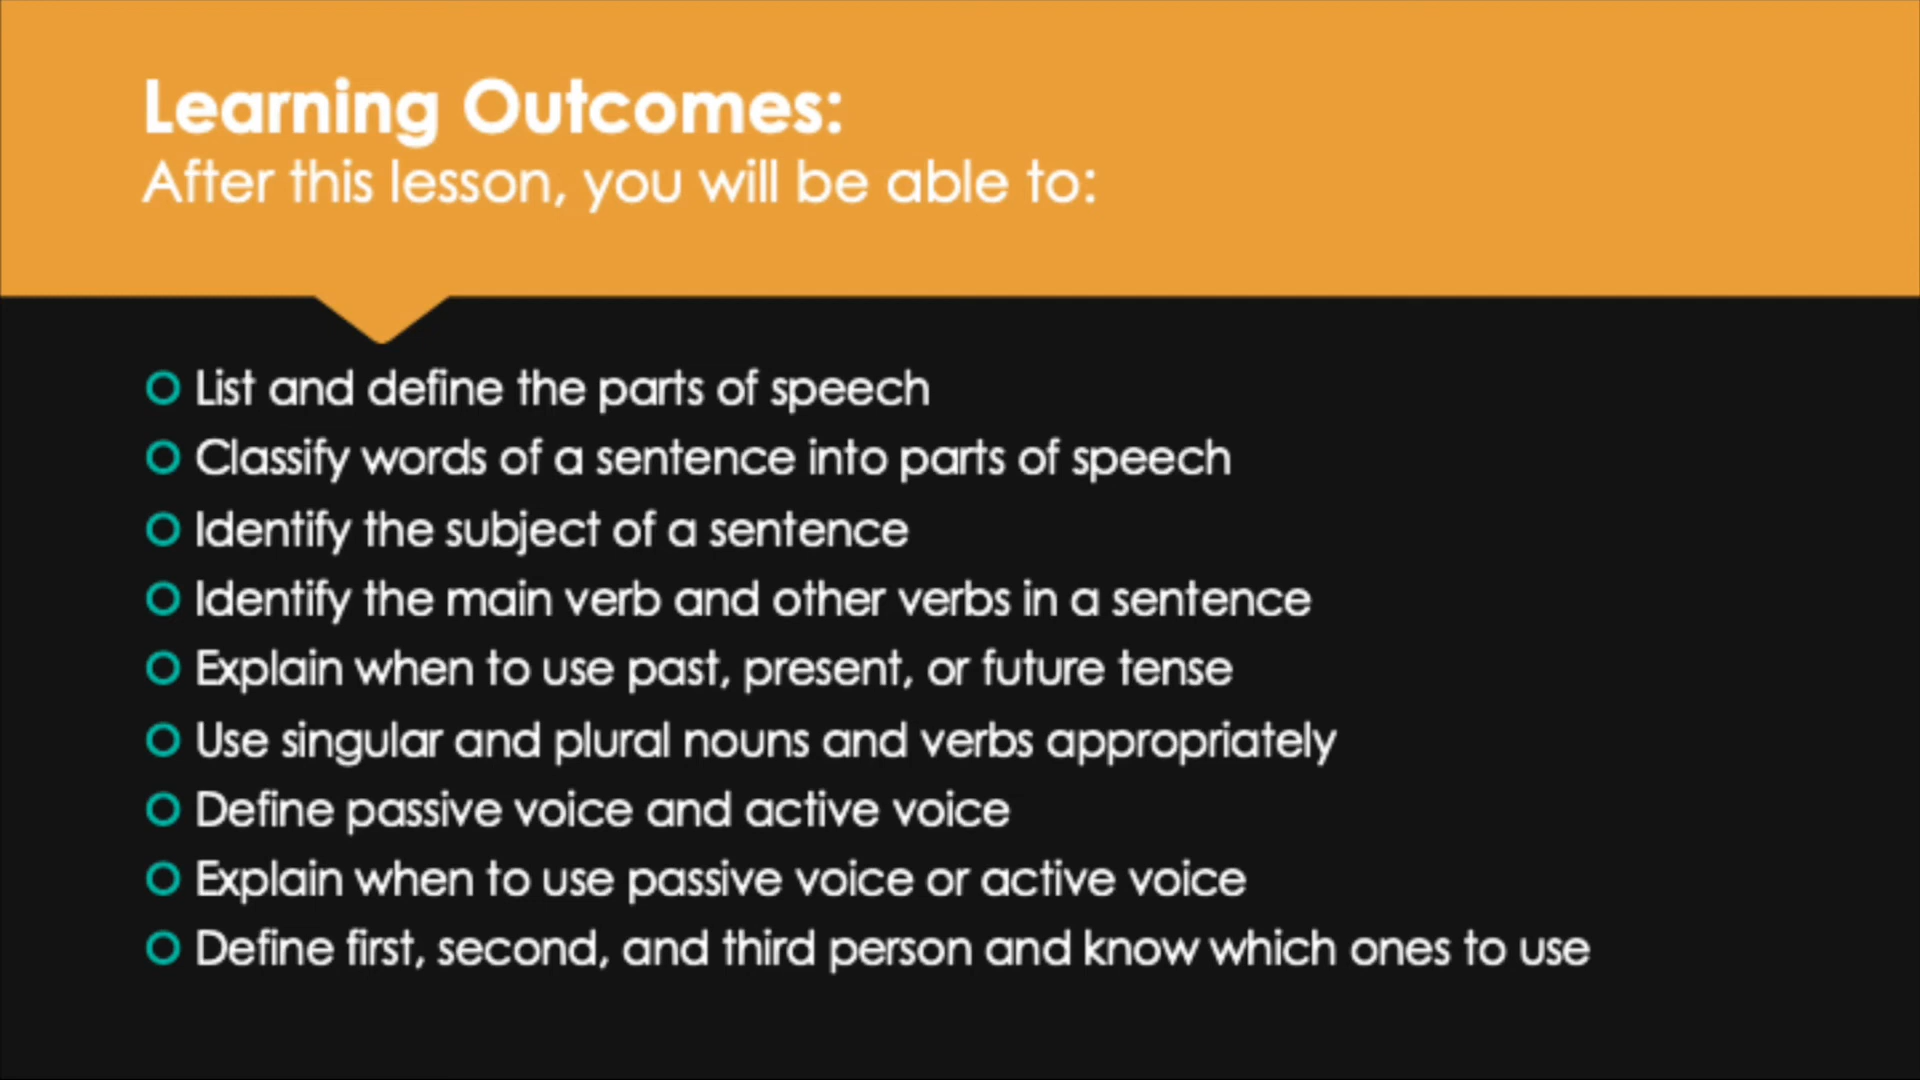 Learning Outcomes:
After this lesson, you will be able to:
List and define the parts of speech
Classify words of a sentence into parts of speech
Identify the subject of a sentence
Identify the main verb and other verbs in a sentence
Explain when to use past, present, or future tense
Use singular and plural nouns and verbs appropriately
Define passive voice and active voice
Explain when to use passive voice or active voice
Define first, second, and third person and know which ones to use